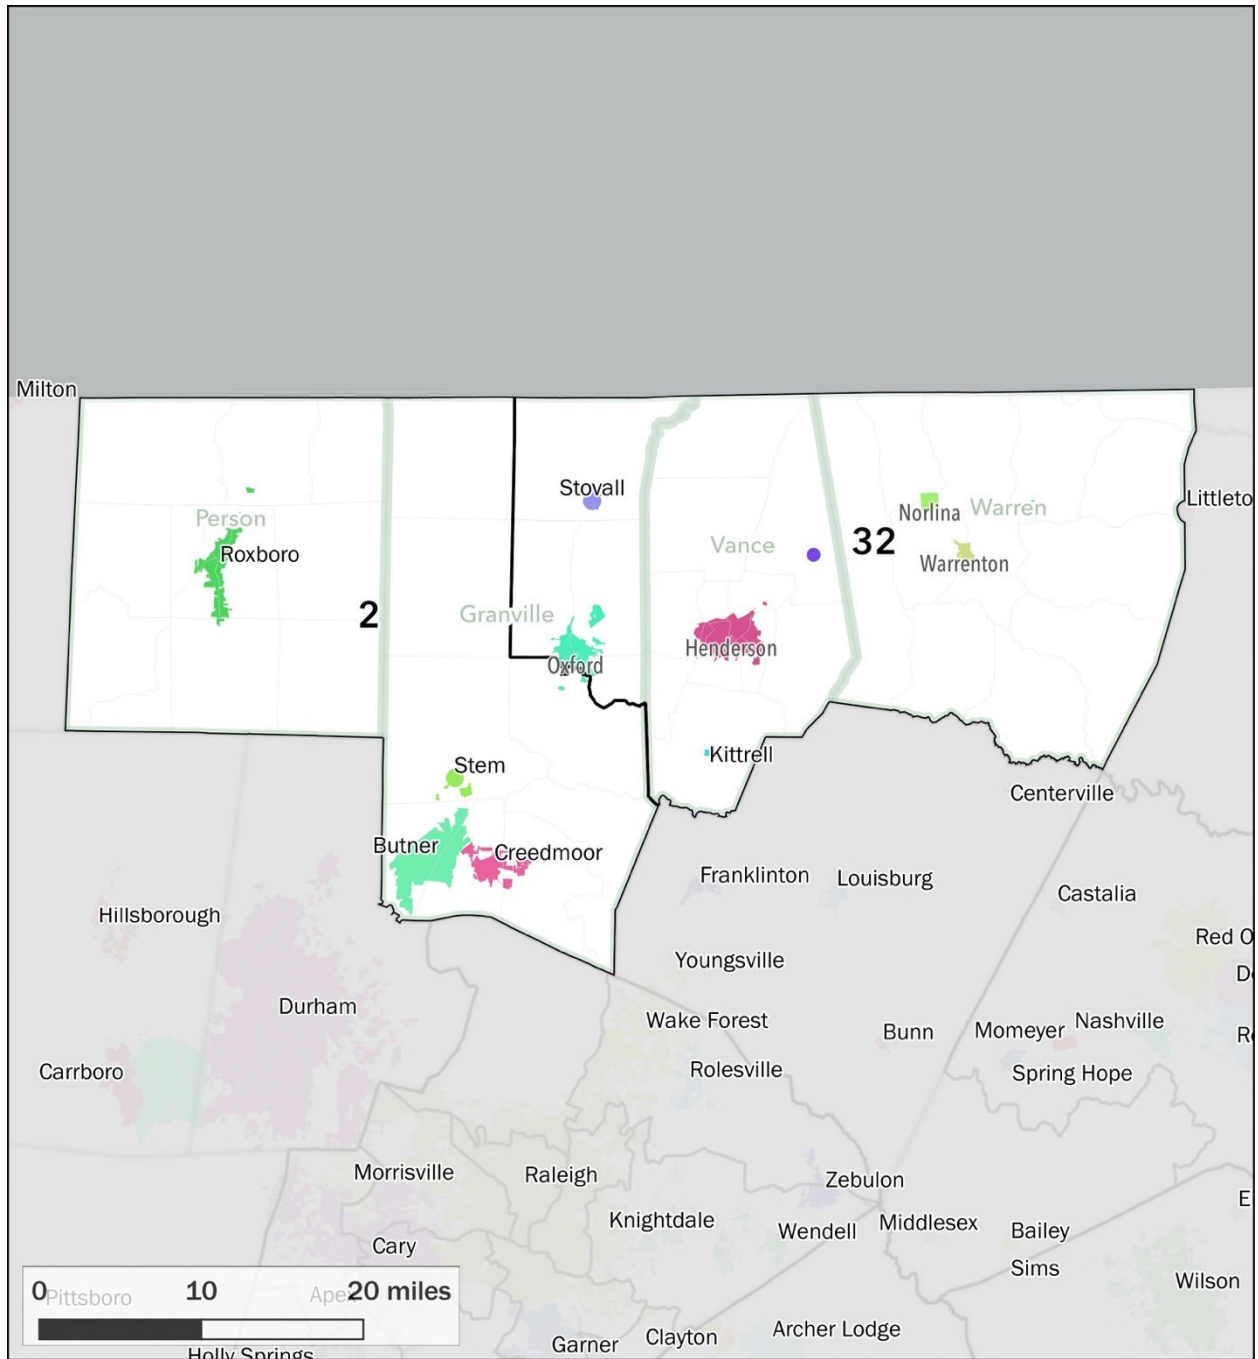 Milton
Stovall
Littleto
Person
Norlina
Warren
Roxboro
Vance
32
Warrenton
2
Granville
Henderson
Oxford
Stem
Kittrell
Centerville
Butner
Creedmoor
Franklinton
Louisburg
Castalia
Hillsborough
Red O
Youngsville
De
Durham
Wake Forest
Bunn
Momeyer
Nashville
Carrboro
Rolesville
Spring Hope
Morrisville
Raleigh
Zebulon
Knightdale
Wendell
Middlesex
Bailey
E
Cary
Sims
Wilson
0
10
20 miles
Pittsboro
Apex
Garner
Clayton
Archer Lodge
Holly Springs